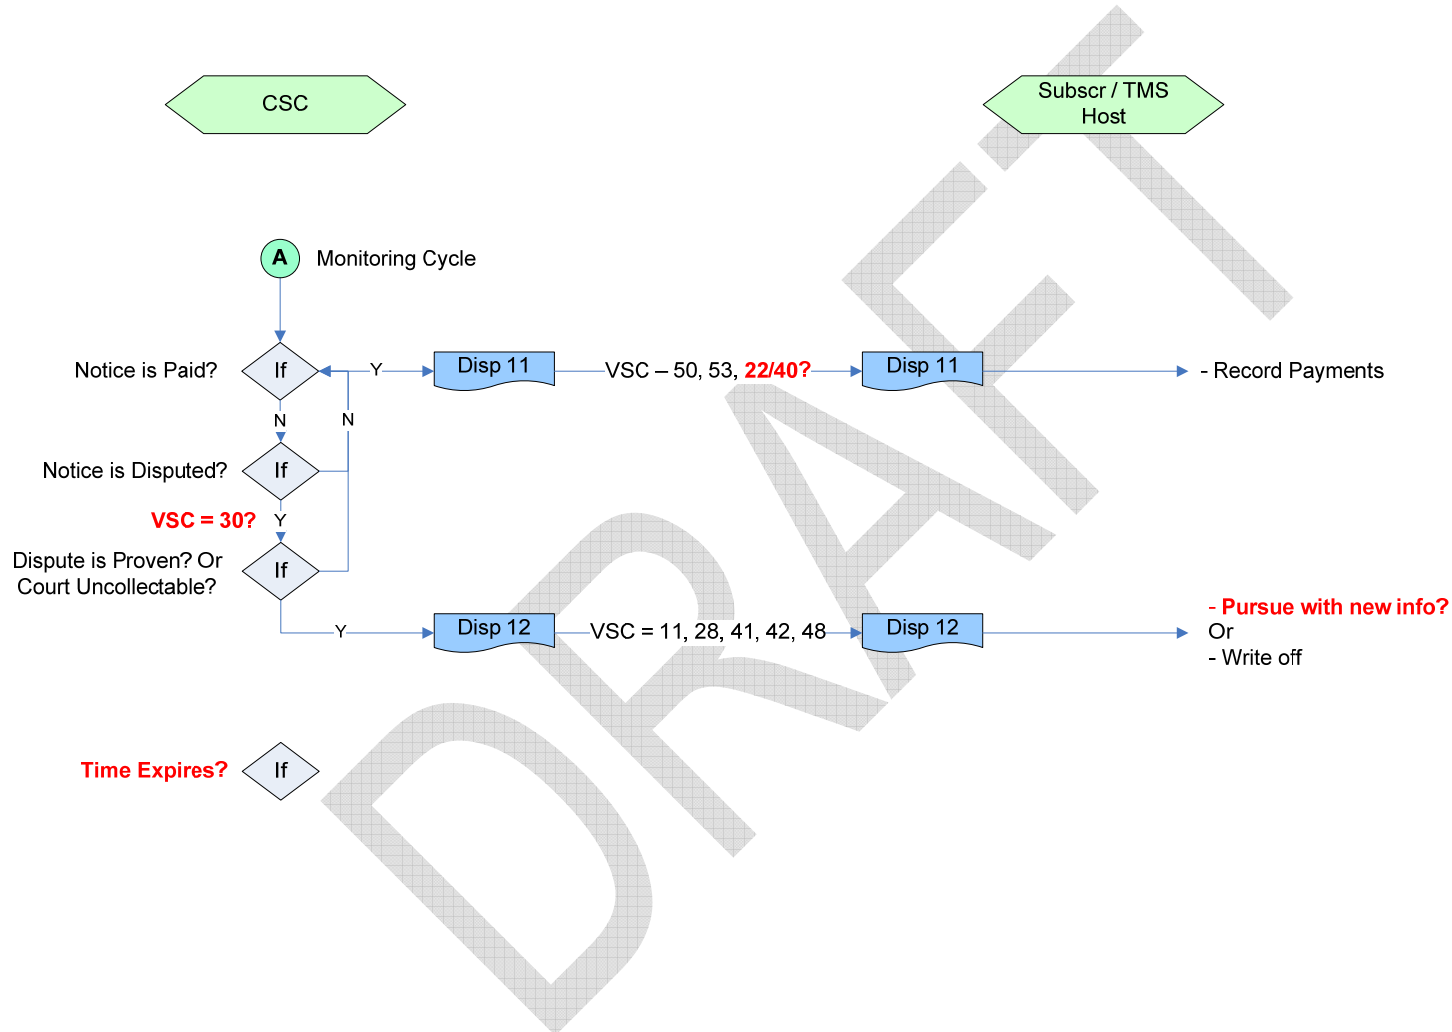 CSC
Subscr / TMS
Host
A
Monitoring Cycle
Notice is Paid?
If
Y
Disp 11
VSC – 50, 53, 22/40?
Disp 11
- Record Payments
N
N
Notice is Disputed?
If
VSC = 30?
Y
Dispute is Proven? Or
Court Uncollectable?
If
Y
Disp 12
VSC = 11, 28, 41, 42, 48
Disp 12
- Pursue with new info?
Or
- Write off
Time Expires?
If
DRAFT